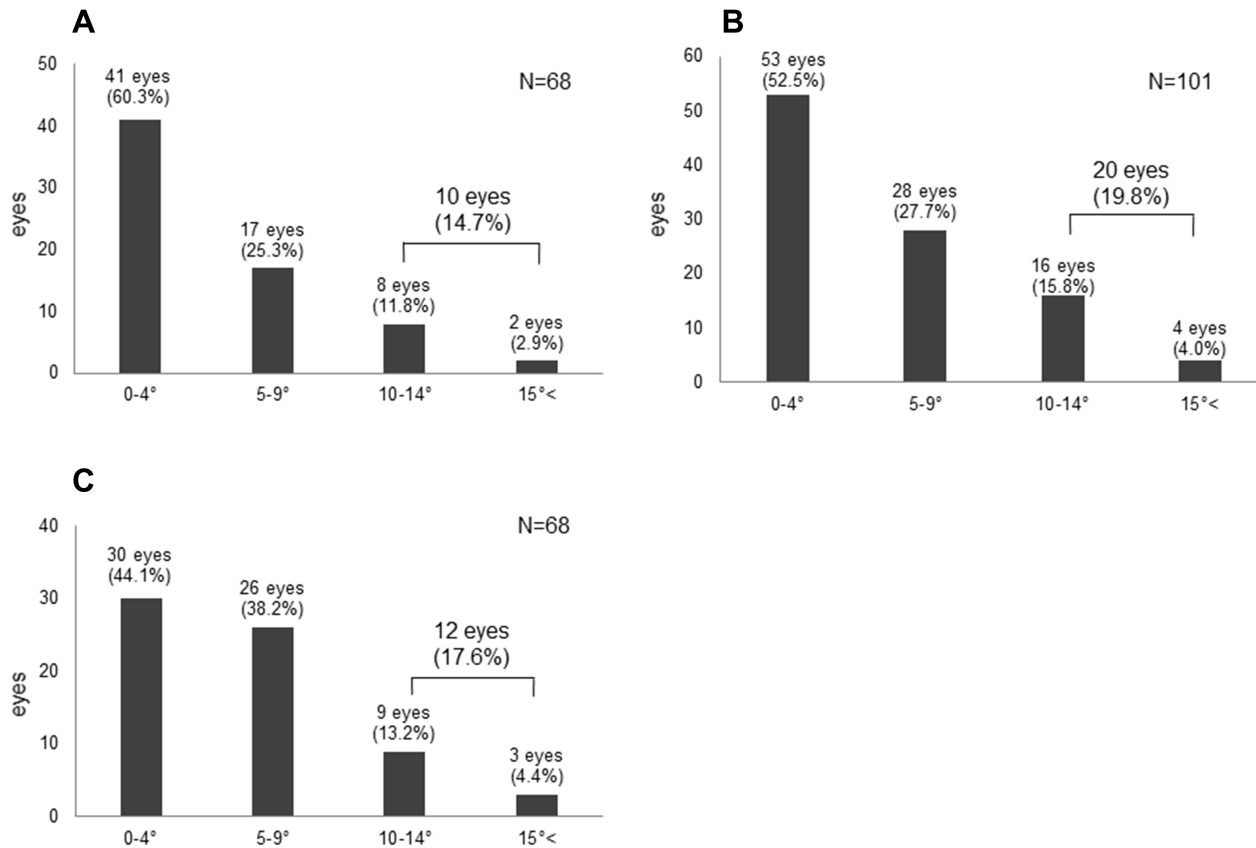 A
N=68
eyes
50
40
30
20
10
0
41 eyes
(60.3%)
17 eyes
(25.3%)
8 eyes
(11.8%)
2 eyes
(2.9%)
10 eyes
(14.7%)
0-4°
5-9°
10-14°
15°<
B
N=101
eyes
60
50
40
30
20
10
0
53 eyes
(52.5%)
28 eyes
(27.7%)
16 eyes
(15.8%)
4 eyes
(4.0%)
20 eyes
(19.8%)
0-4°
5-9°
10-14°
15°<
C
N=68
eyes
40
30
20
10
0
30 eyes
(44.1%)
26 eyes
(38.2%)
9 eyes
(13.2%)
3 eyes
(4.4%)
12 eyes
(17.6%)
0-4°
5-9°
10-14°
15°<